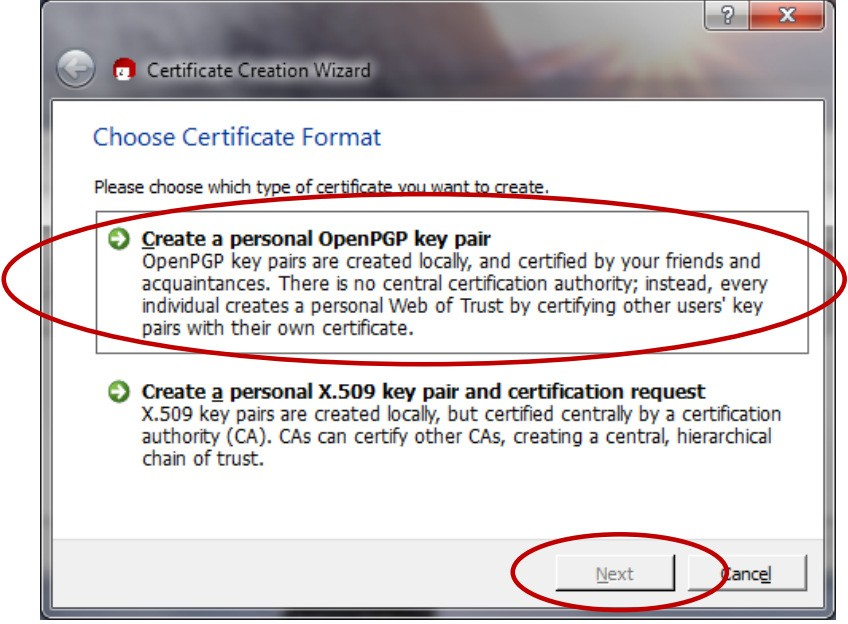 Certificate Creation Wizard
Choose Certificate Format
Please choose which type of certificate you want to create.
Create a personal OpenPGP key pair
OpenPGP key pairs are created locally, and certified by your friends and
acquaintances. There is no central certification authority; instead, every
individual creates a personal Web of Trust by certifying other users' key
pairs with their own certificate.
Create a personal X.509 key pair and certification request
X.509 key pairs are created locally, but certified centrally by a certification
authority (CA). CAs can certify other CAs, creating a central, hierarchical
chain of trust.
Next Cancel